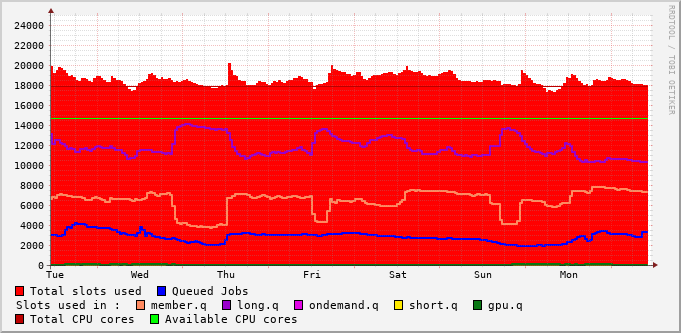 24000
22000
20000
18000
16000
14000
12000
10000
8000
6000
4000
2000
0
Tue Wed Thu Fri Sat Sun Mon
Total slots used Queued Jobs
Slots used in : member.q long.q ondemand.q short.q gpu.q
Total CPU cores Available CPU cores
RRDTOOL / TOBI OETIKER